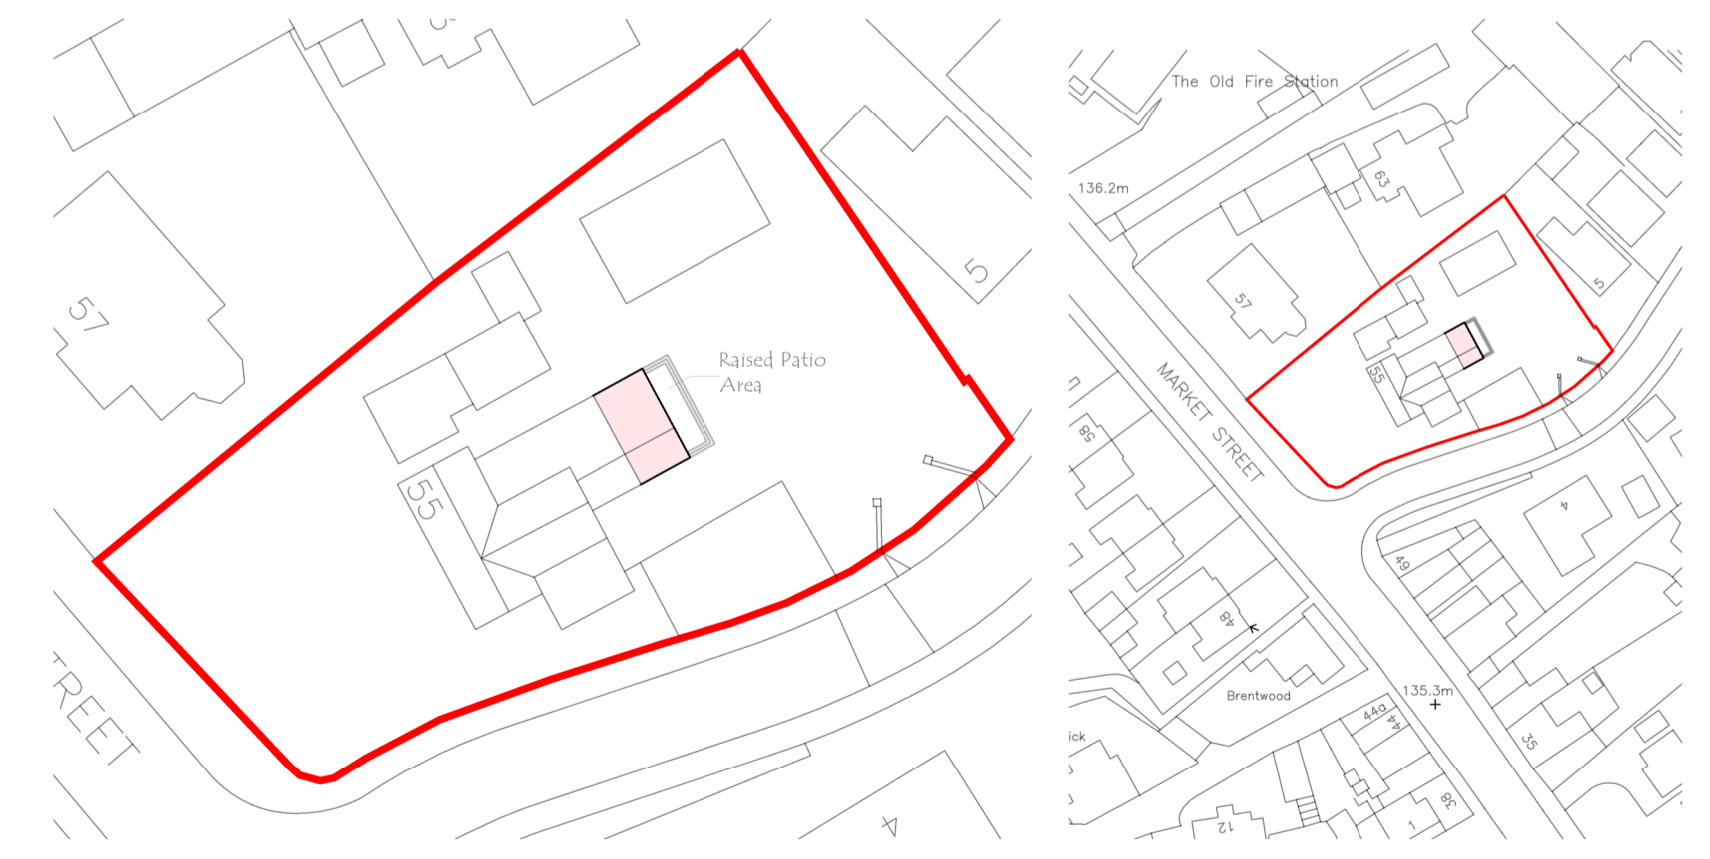 57
5
Raised Patio
Area
55
TREET
4
The Old Fire Station
136.2m
63
57
5
55
MARKET STREET
58
4
49
48
Brentwood
135.3m
44a
44
ick
35
38
12
1